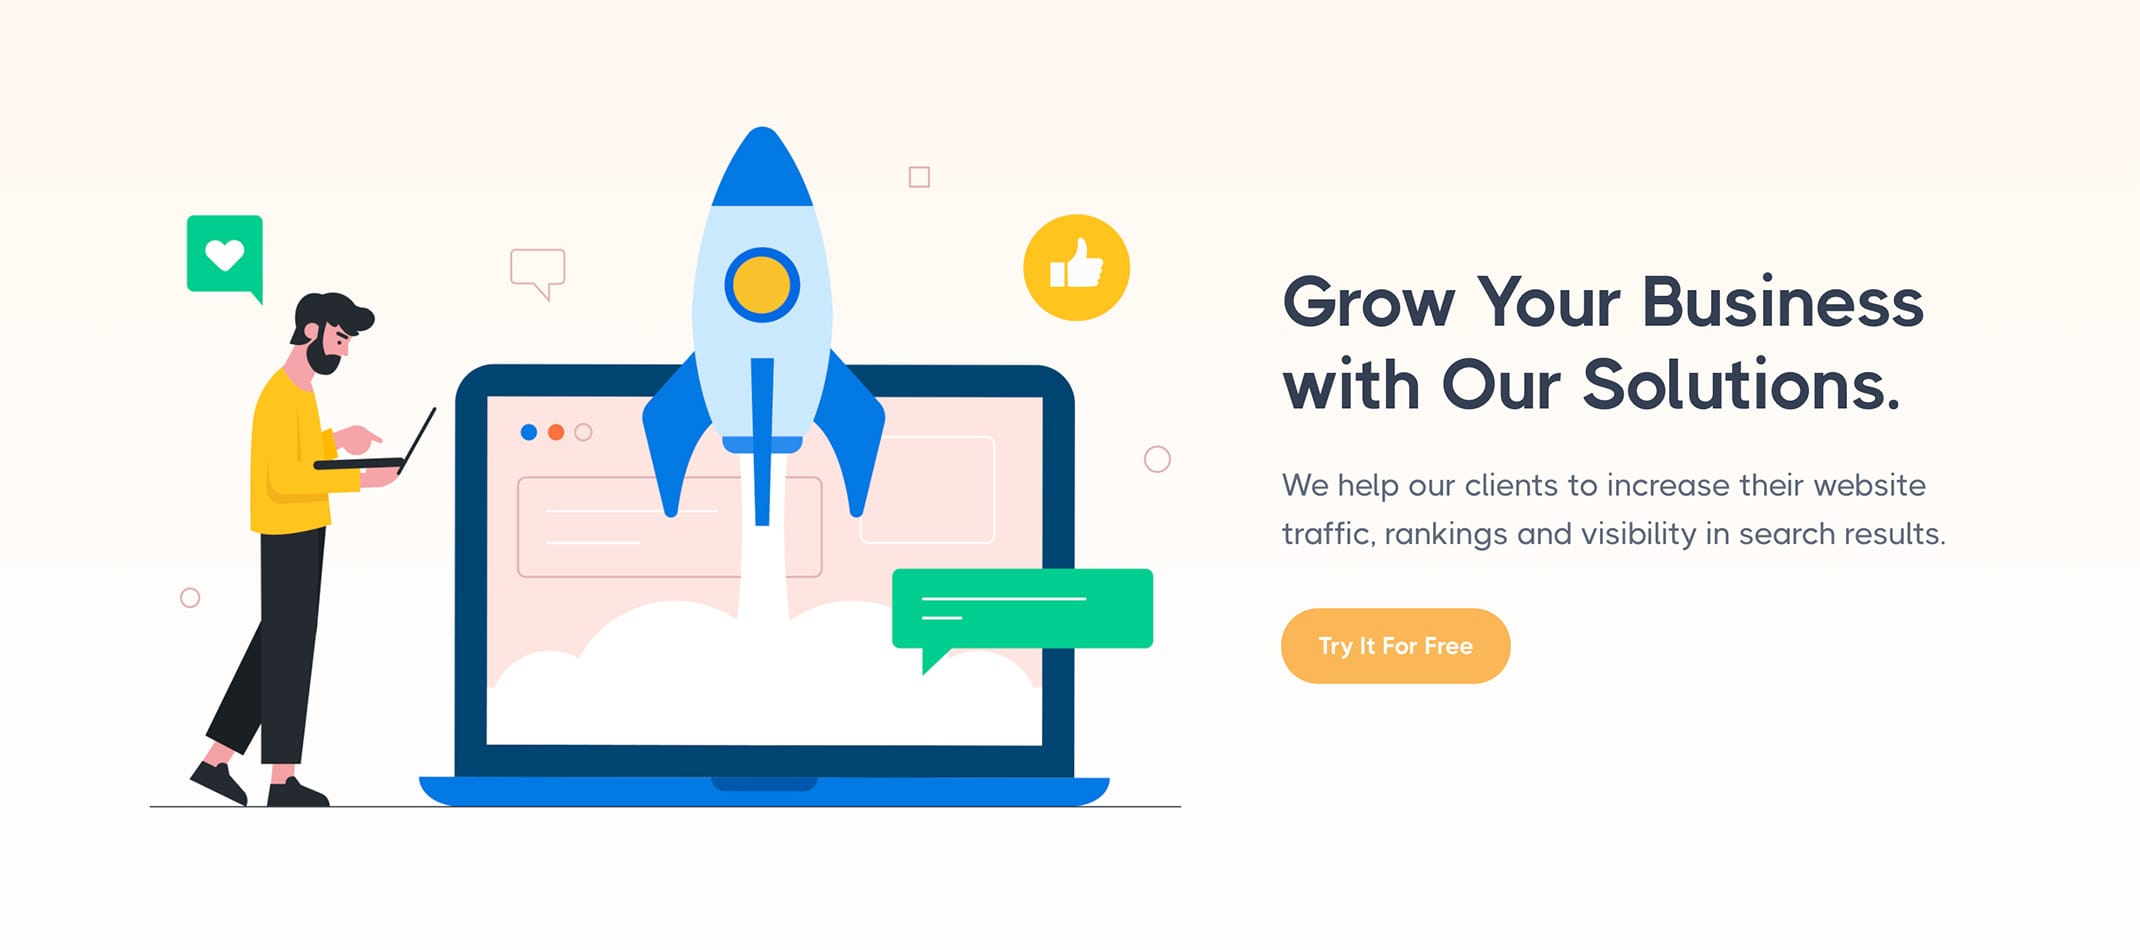 Grow Your Business
with Our Solutions.
We help our clients to increase their website
traffic, rankings and visibility in search results.
Try It For Free